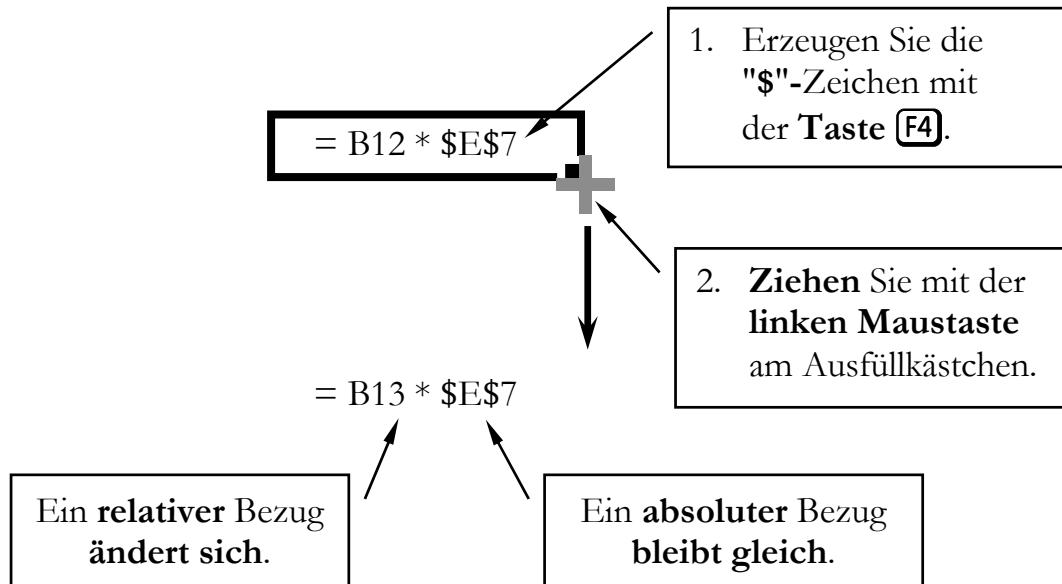 1. Erzeugen Sie die
"$"-Zeichen mit
der Taste F4.
= B12 * $E$7
2. Ziehen Sie mit der
linken Maustaste
am Ausfüllkästchen.
= B13 * $E$7
Ein relativer Bezug
ändert sich.
Ein absoluter Bezug
bleibt gleich.